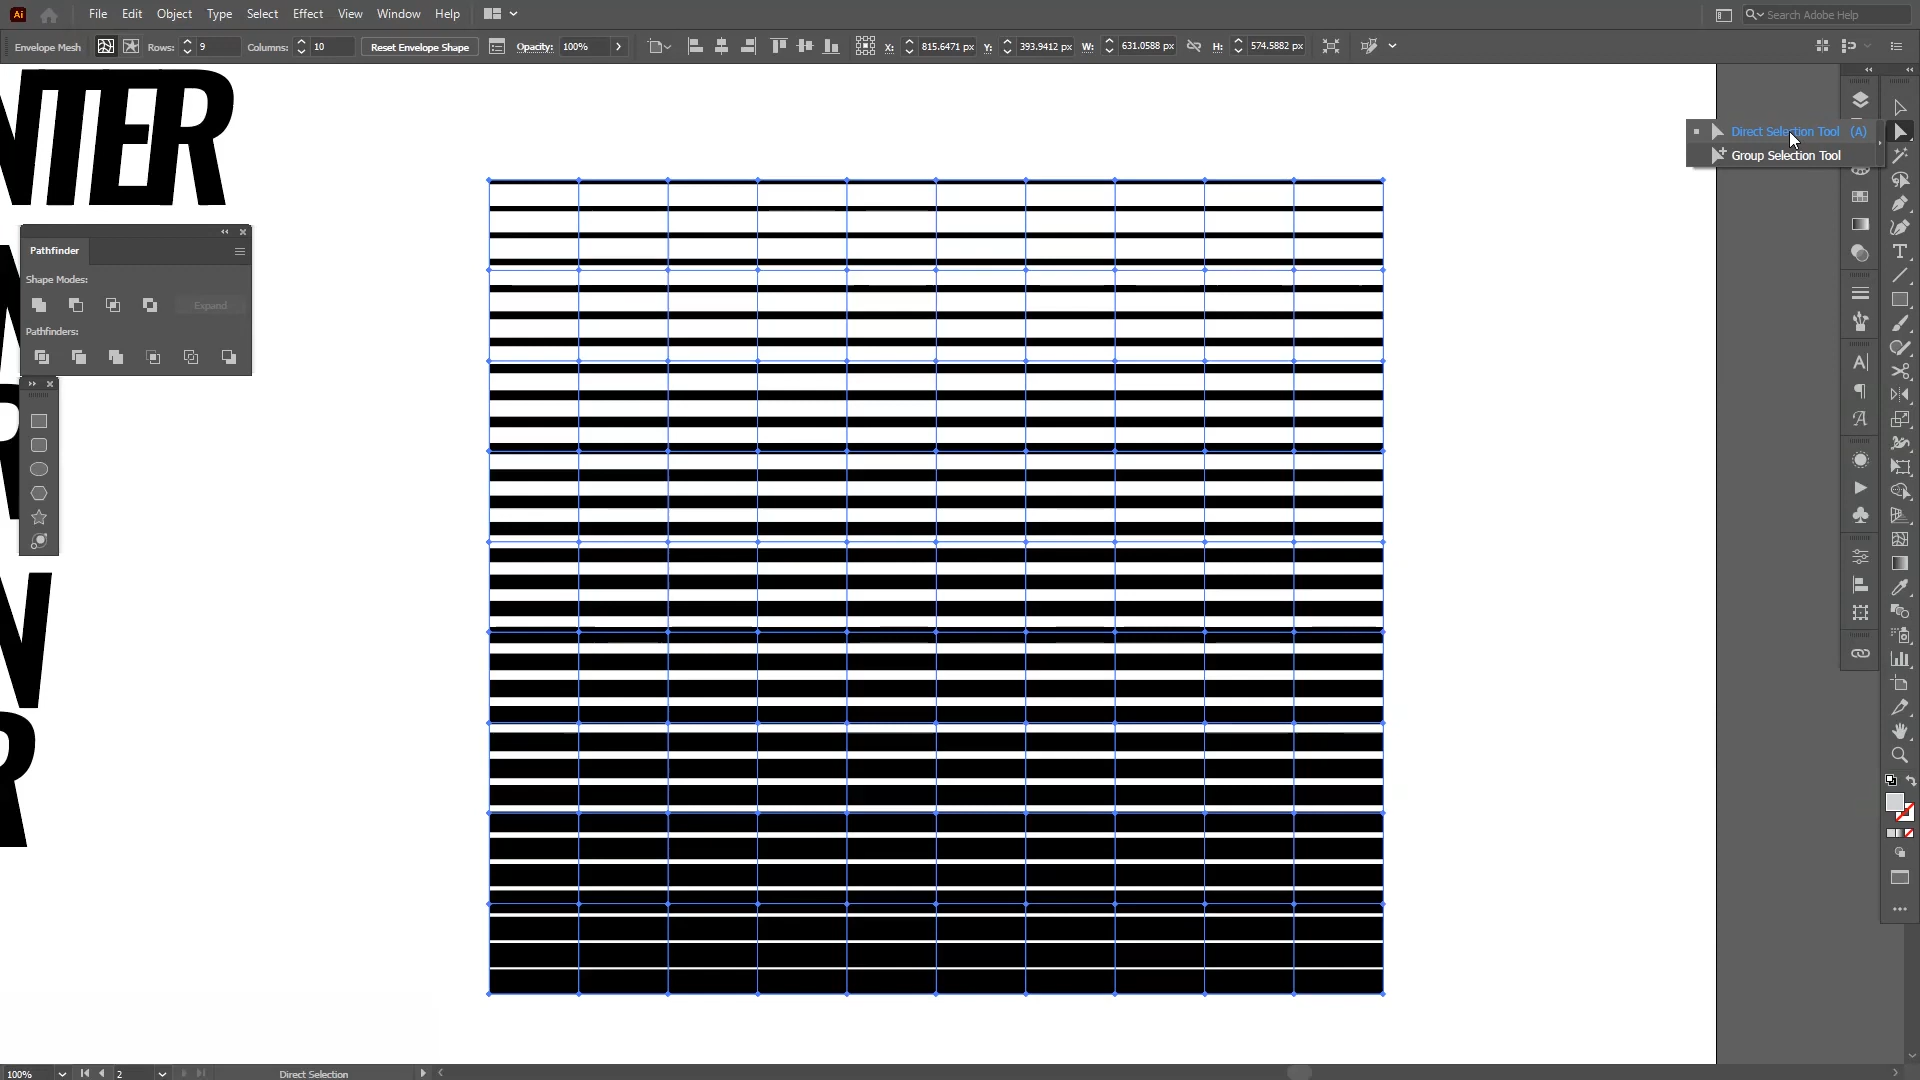 Ai File Edit Object Type Select Effect View Window Help Search Adobe Help
Envelope Mesh Rows: 9 Columns: 10 Reset Envelope Shape Opacity: 100% X: 815.6471 px Y: 393.9412 px W: 631.0588 px H: 574.5882 px
NTER
Direct Selection Tool (A)
Group Selection Tool
Pathfinder
Shape Modes:
Expand
Pathfinders:
N
R
100% 2 Direct Selection